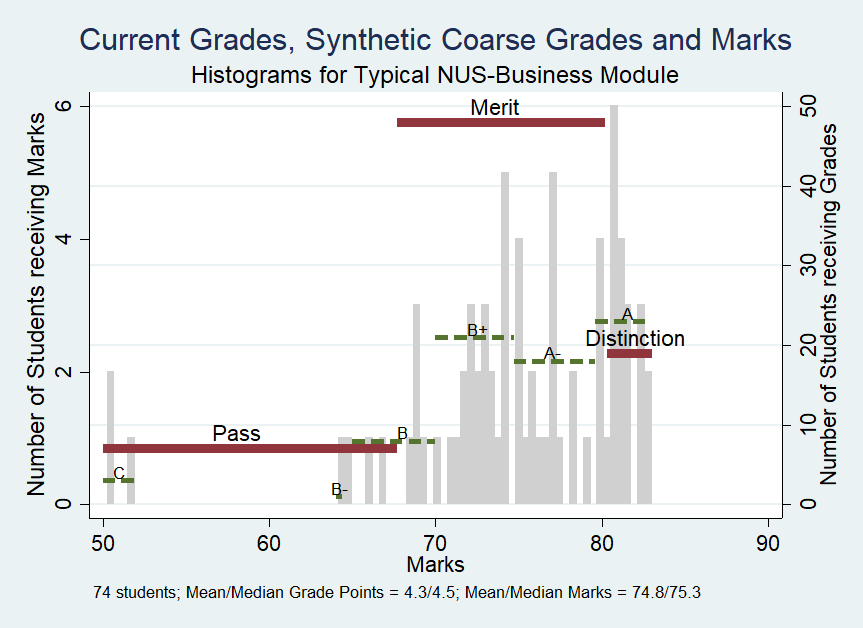 Current Grades, Synthetic Coarse Grades and Marks
Histograms for Typical NUS-Business Module
Number of Students receiving Marks
0
2
4
6
Number of Students receiving Grades
0
10
20
30
40
50
Merit
A
B+
Distinction
A-
Pass
B
C
B-
50 60 70 80 90
Marks
74 students; Mean/Median Grade Points = 4.3/4.5; Mean/Median Marks = 74.8/75.3